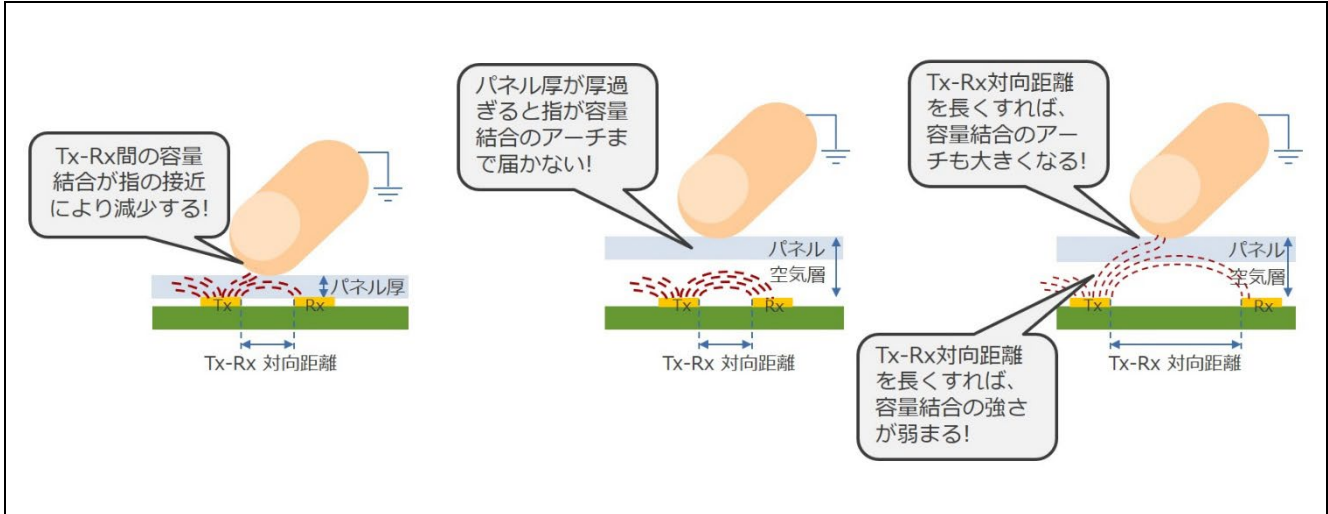 Tx-Rx間の容量
結合が指の接近
により減少する!
パネル厚
Tx
Rx
Tx-Rx 対向距離
パネル厚が厚過
ぎると指が容量
結合のアーチま
で届かない!
パネル
空気層
Tx
Rx
Tx-Rx 対向距離
Tx-Rx対向距離
を長くすれば、
容量結合のアー
チも大きくなる!
パネル
空気層
Tx
Rx
Tx-Rx 対向距離
Tx-Rx対向距離
を長くすれば、
容量結合の強さ
が弱まる!